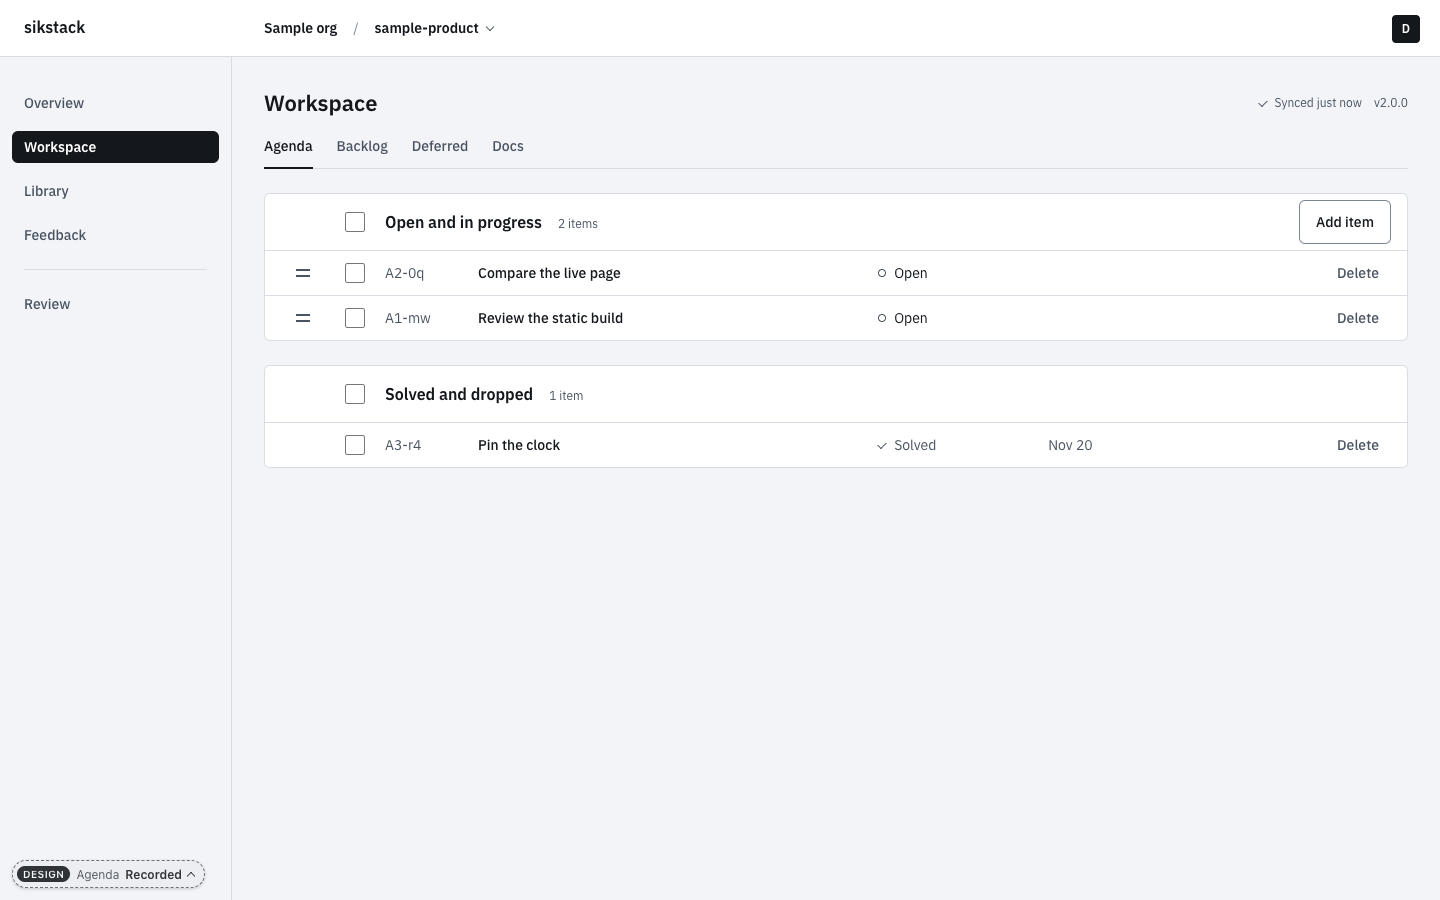 sikstack
Sample org / sample-product
D
Overview
Workspace
Library
Feedback
Review
Workspace
Synced just now v2.0.0
Agenda Backlog Deferred Docs
Open and in progress 2 items Add item
A2-0q Compare the live page Open Delete
A1-mw Review the static build Open Delete
Solved and dropped 1 item
A3-r4 Pin the clock Solved Nov 20 Delete
DESIGN Agenda Recorded